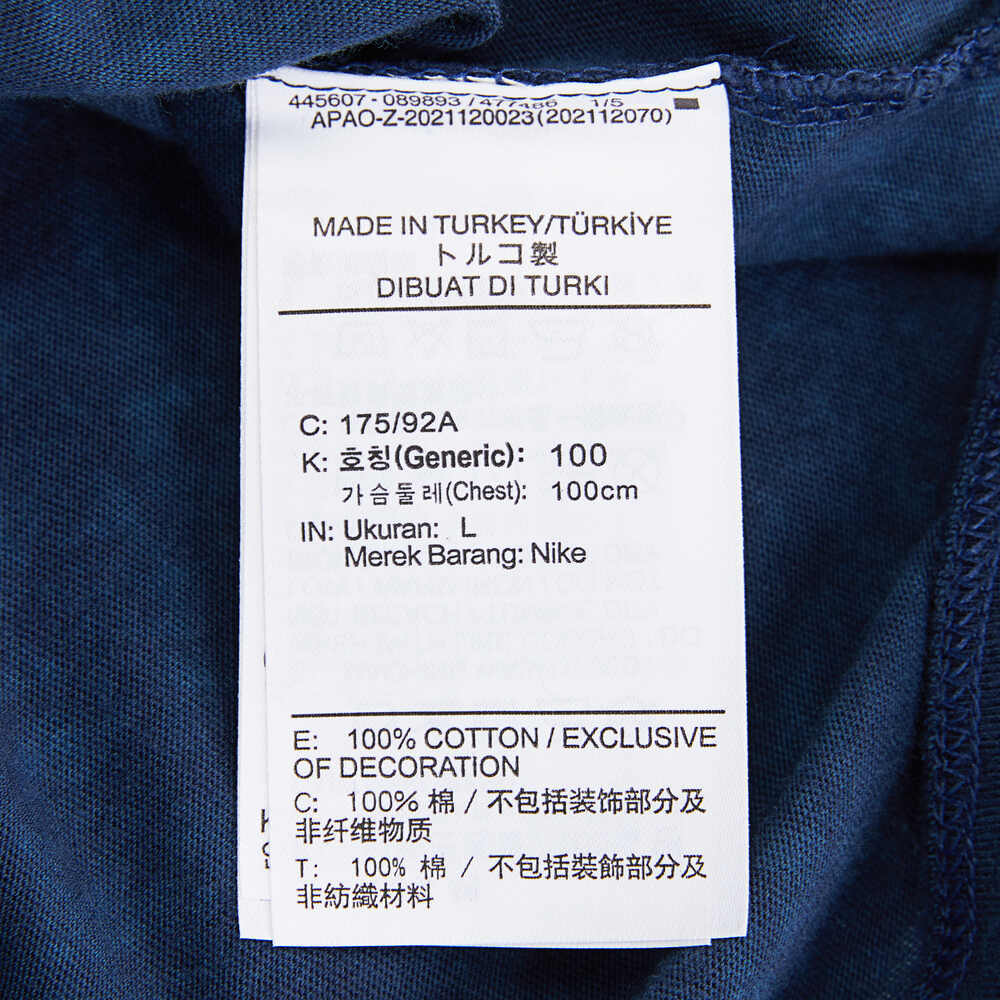 445607-089893/477486 1/5
APAO-Z-2021120023(202112070)
MADE IN TURKEY/TÜRKİYE
トルコ製
DIBUAT DI TURKI
C: 175/92A
K: 호칭(Generic): 100
가슴둘레(Chest): 100cm
IN: Ukuran: L
Merek Barang: Nike
E: 100% COTTON / EXCLUSIVE
OF DECORATION
C: 100% 棉 / 不包括装饰部分及
非纤维物质
T: 100% 棉 / 不包括裝飾部分及
非紡織材料